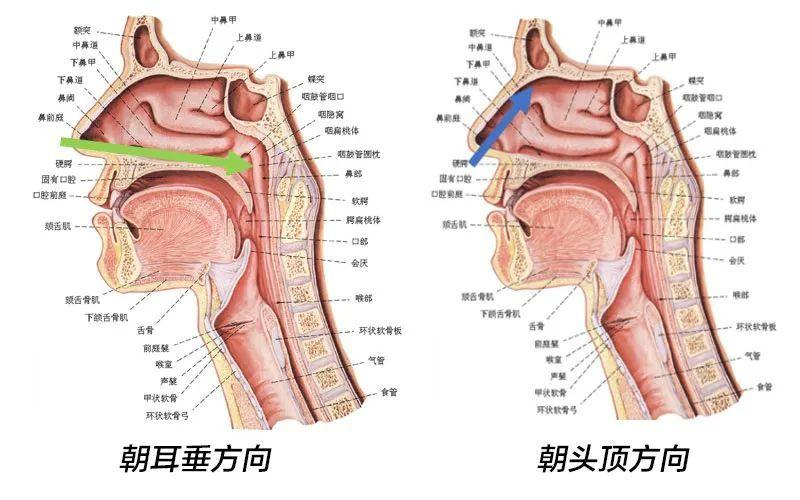 额突
中鼻道
下鼻甲
下鼻道
鼻阈
鼻前庭
硬腭
固有口腔
口腔前庭
颏舌肌
颏舌骨肌
下颌舌骨肌
舌骨
前庭襞
喉室
声襞
甲状软骨
环状软骨弓
中鼻甲
上鼻道
上鼻甲
蝶突
咽鼓管咽口
咽隐窝
咽扁桃体
咽鼓管圆枕
鼻部
软腭
腭扁桃体
口部
会厌
喉部
环状软骨板
气管
食管
朝耳垂方向
额突
中鼻道
下鼻甲
下鼻道
鼻阈
鼻前庭
硬腭
固有口腔
口腔前庭
颏舌肌
颏舌骨肌
下颌舌骨肌
舌骨
前庭襞
喉室
声襞
甲状软骨
环状软骨弓
中鼻甲
上鼻道
上鼻甲
蝶突
咽鼓管咽口
咽隐窝
咽扁桃体
咽鼓管圆枕
鼻部
软腭
腭扁桃体
口部
会厌
喉部
环状软骨板
气管
食管
朝头顶方向